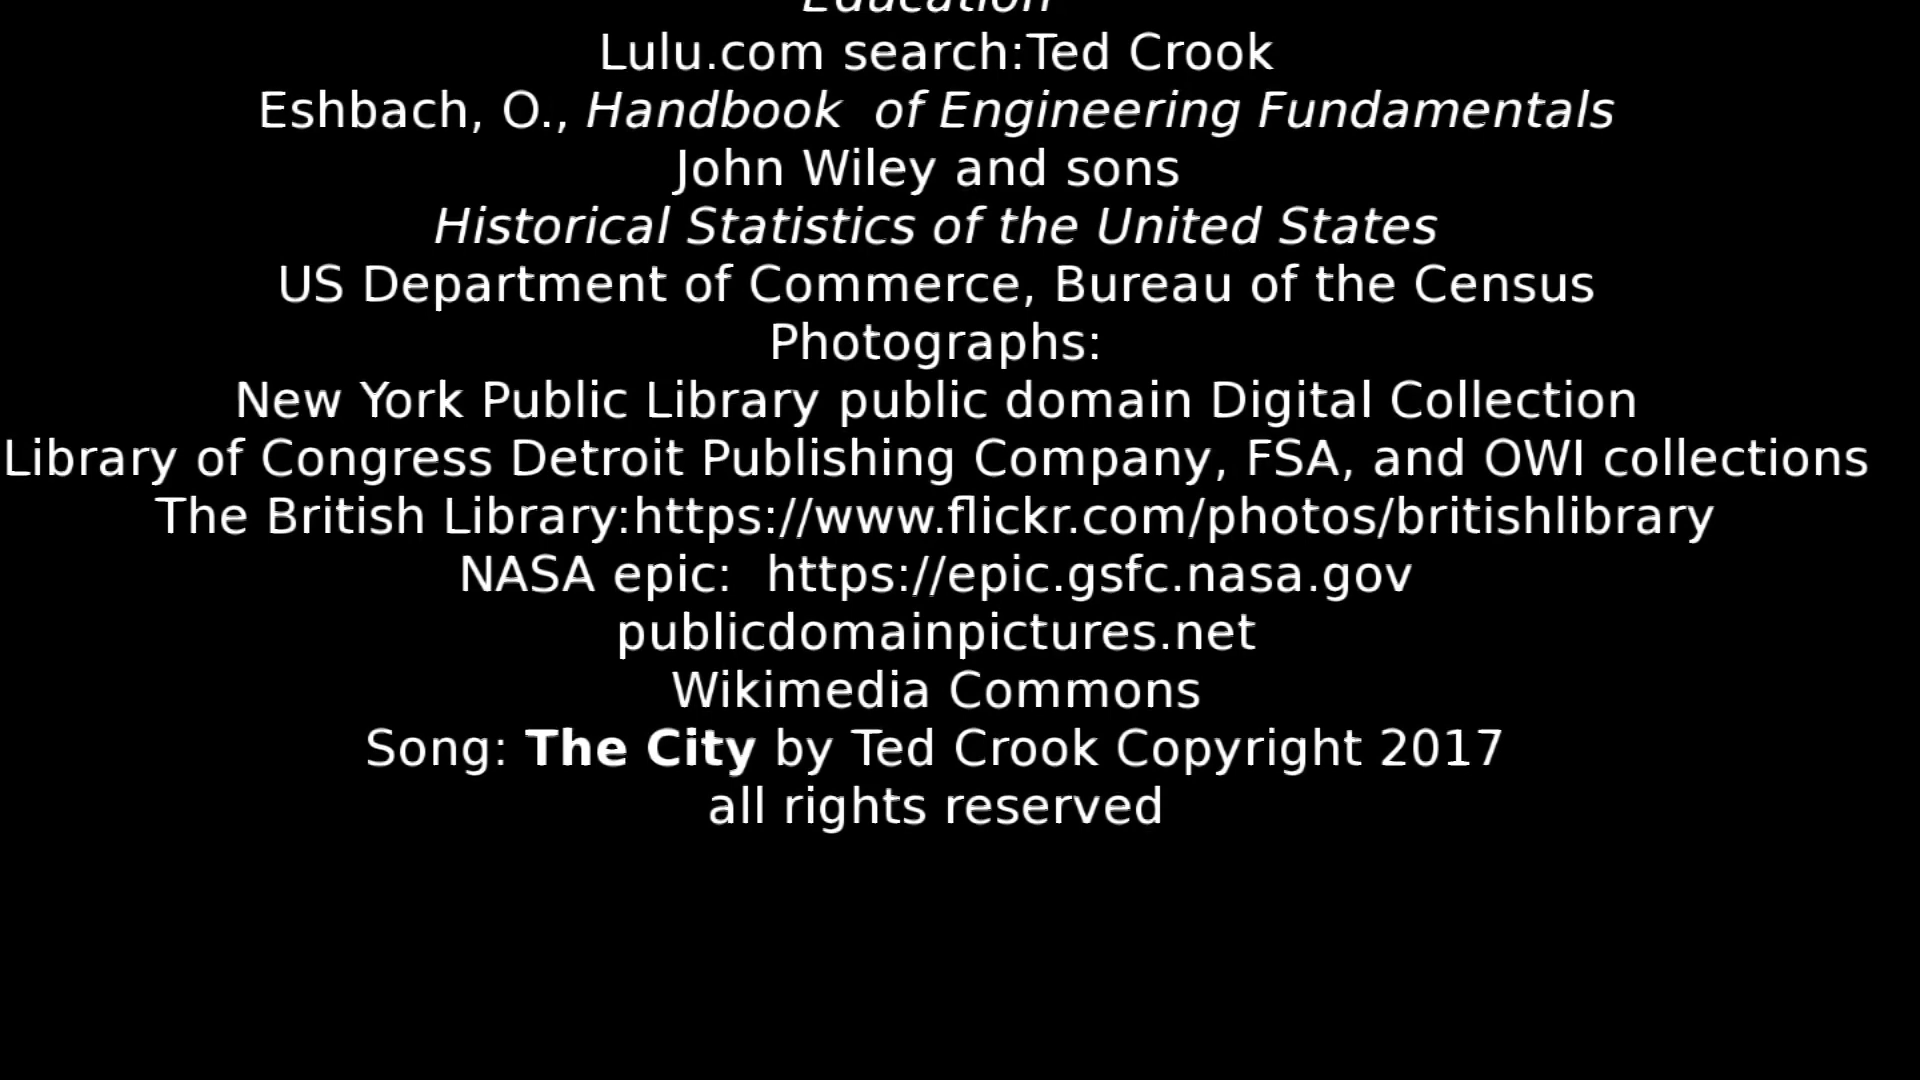 Education
Lulu.com search:Ted Crook
Eshbach, O., Handbook  of Engineering Fundamentals
John Wiley and sons
Historical Statistics of the United States
US Department of Commerce, Bureau of the Census
Photographs:
New York Public Library public domain Digital Collection
Library of Congress Detroit Publishing Company, FSA, and OWI collections
The British Library:https://www.flickr.com/photos/britishlibrary
NASA epic:  https://epic.gsfc.nasa.gov
publicdomainpictures.net
Wikimedia Commons
Song: The City by Ted Crook Copyright 2017
all rights reserved